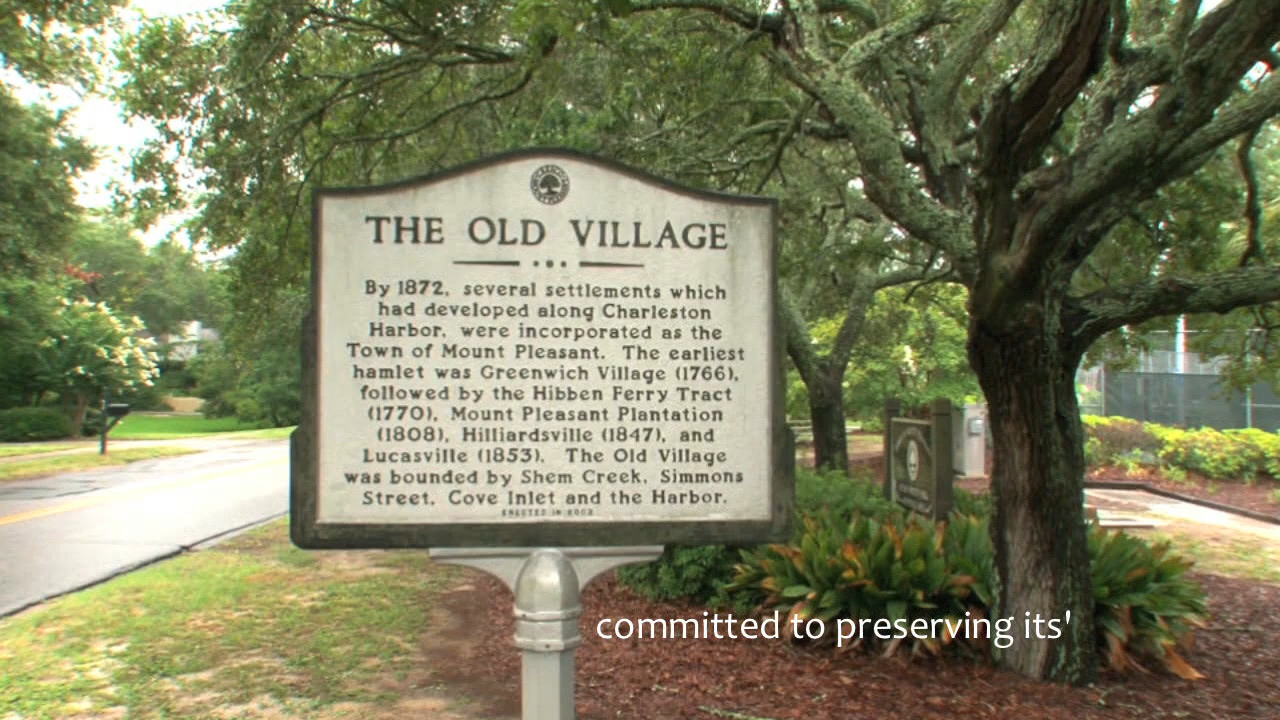 THE OLD VILLAGE
By 1872, several settlements which
had developed along Charleston
Harbor, were incorporated as the
Town of Mount Pleasant. The earliest
hamlet was Greenwich Village (1766),
followed by the Hibben Ferry Tract
(1770), Mount Pleasant Plantation
(1808), Hilliardsville (1847), and
Lucasville (1853). The Old Village
was bounded by Shem Creek, Simmons
Street, Cove Inlet and the Harbor.
ERECTED IN 2002
committed to preserving its'